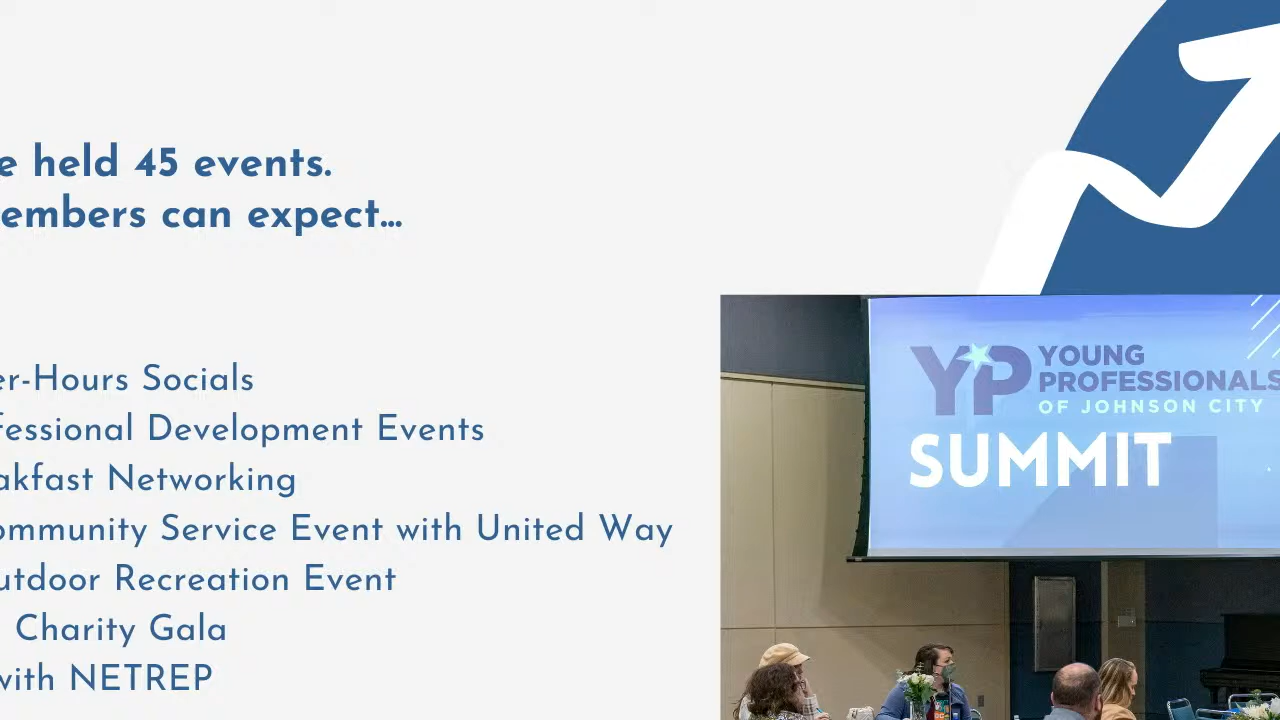 e held 45 events.
embers can expect...
er-Hours Socials
fessional Development Events
akfast Networking
ommunity Service Event with United Way
utdoor Recreation Event
Charity Gala
with NETREP
YP YOUNG
PROFESSIONALS
OF JOHNSON CITY
SUMMIT